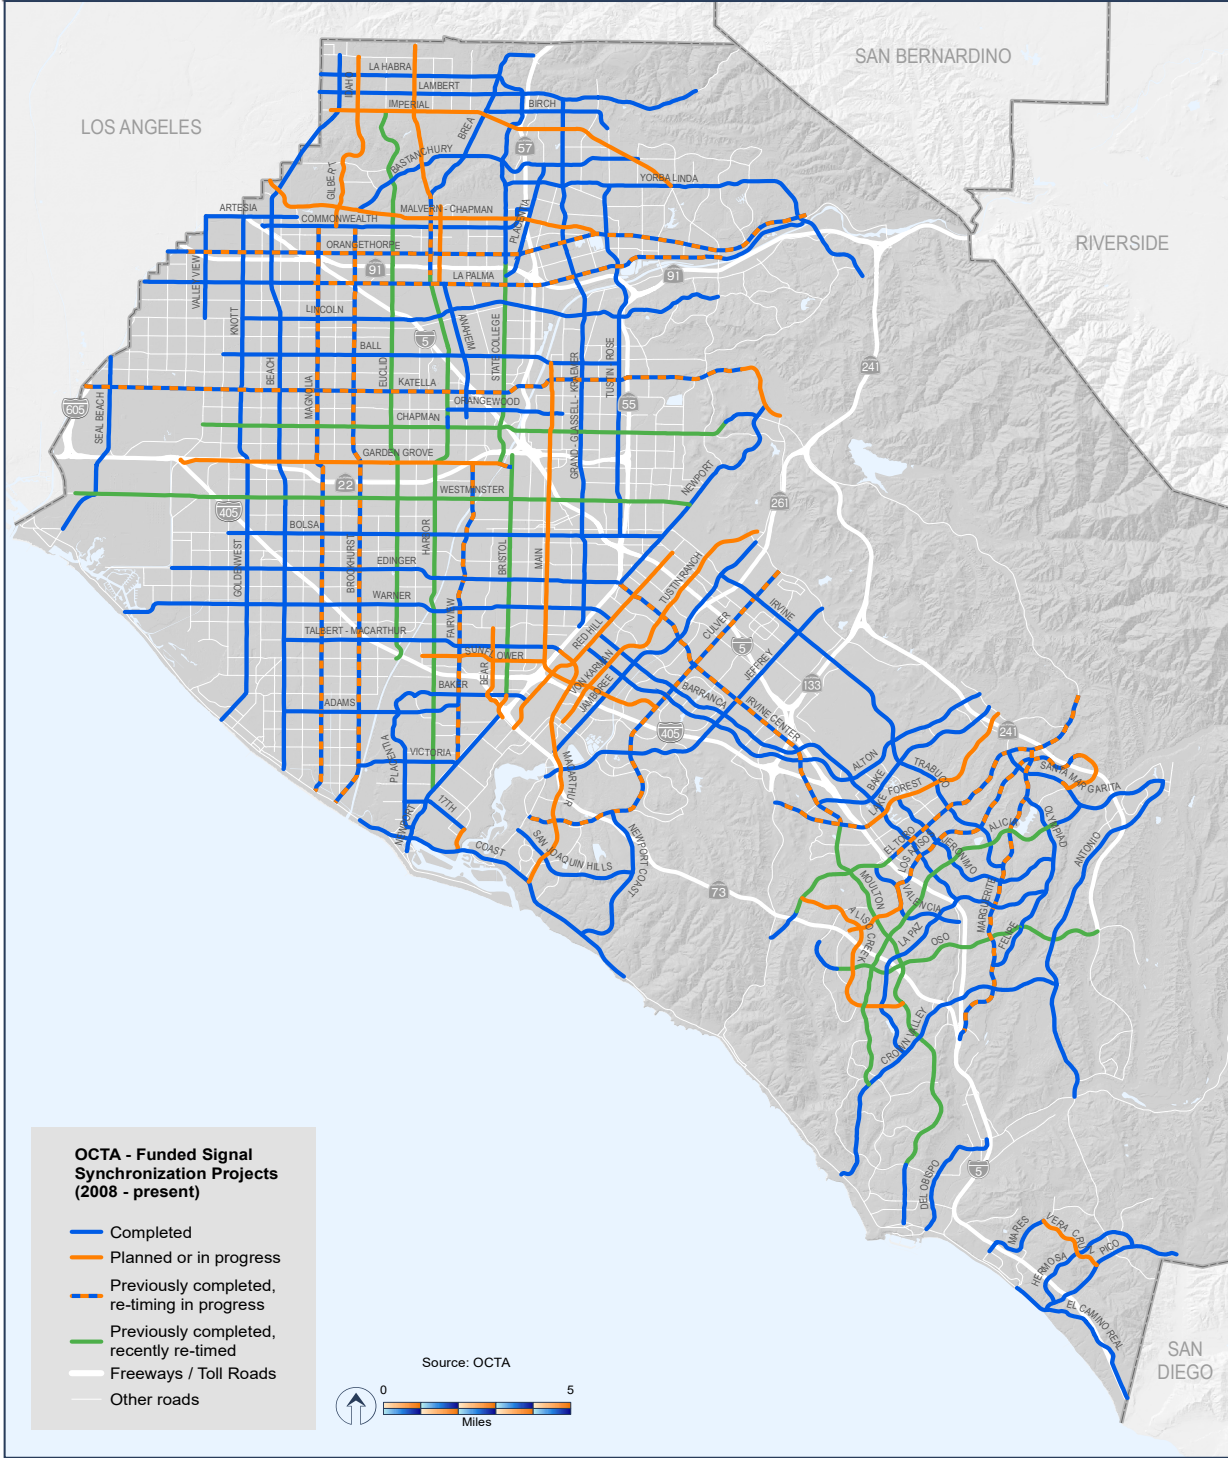 SAN BERNARDINO
LOS ANGELES
RIVERSIDE
SAN
DIEGO
LA HABRA
IDAHO
LAMBERT
IMPERIAL
BIRCH
BREA
57
BASTANCHURY
GILBERT
YORBA LINDA
ARTESIA
MALVERN - CHAPMAN
COMMONWEALTH
PLACENTIA
ORANGETHORPE
91
LA PALMA
91
VALLEY VIEW
LINCOLN
KNOTT
ANAHEIM
STATE COLLEGE
5
BALL
BEACH
EUCLID
GRAND - GLASSELL - KRAEMER
TUSTIN - ROSE
241
MAGNOLIA
KATELLA
ORANGEWOOD
55
605
SEAL BEACH
CHAPMAN
GARDEN GROVE
22
WESTMINSTER
NEWPORT
261
405
BOLSA
HARBOR
BRISTOL
MAIN
GOLDENWEST
BROOKHURST
EDINGER
TUSTIN RANCH
WARNER
FAIRVIEW
IRVINE
CULVER
TALBERT - MACARTHUR
RED HILL
SUNFLOWER
BEAR
VON KARMAN
5
JEFFREY
BAKER
JAMBOREE
BARRANCA
133
ADAMS
IRVINE CENTER
405
241
PLACENTIA
VICTORIA
MACARTHUR
ALTON
BAKE
TRABUCO
SANTA MARGARITA
LAKE FOREST
NEWPORT
17TH
OLYMPIAD
ALICIA
EL TORO
LOS ALISOS
JERONIMO
ANTONIO
COAST
SAN JOAQUIN HILLS
NEWPORT COAST
73
MOULTON
VALENCIA
MARGUERITE
ALISO CREEK
LA PAZ
OSO
FELIPE
CROWN VALLEY
DEL OBISPO
5
MARES
VERA CRUZ
PICO
HERMOSA
EL CAMINO REAL
OCTA - Funded Signal
Synchronization Projects
(2008 - present)
Completed
Planned or in progress
Previously completed,
re-timing in progress
Previously completed,
recently re-timed
Freeways / Toll Roads
Other roads
Source: OCTA
0 5
Miles